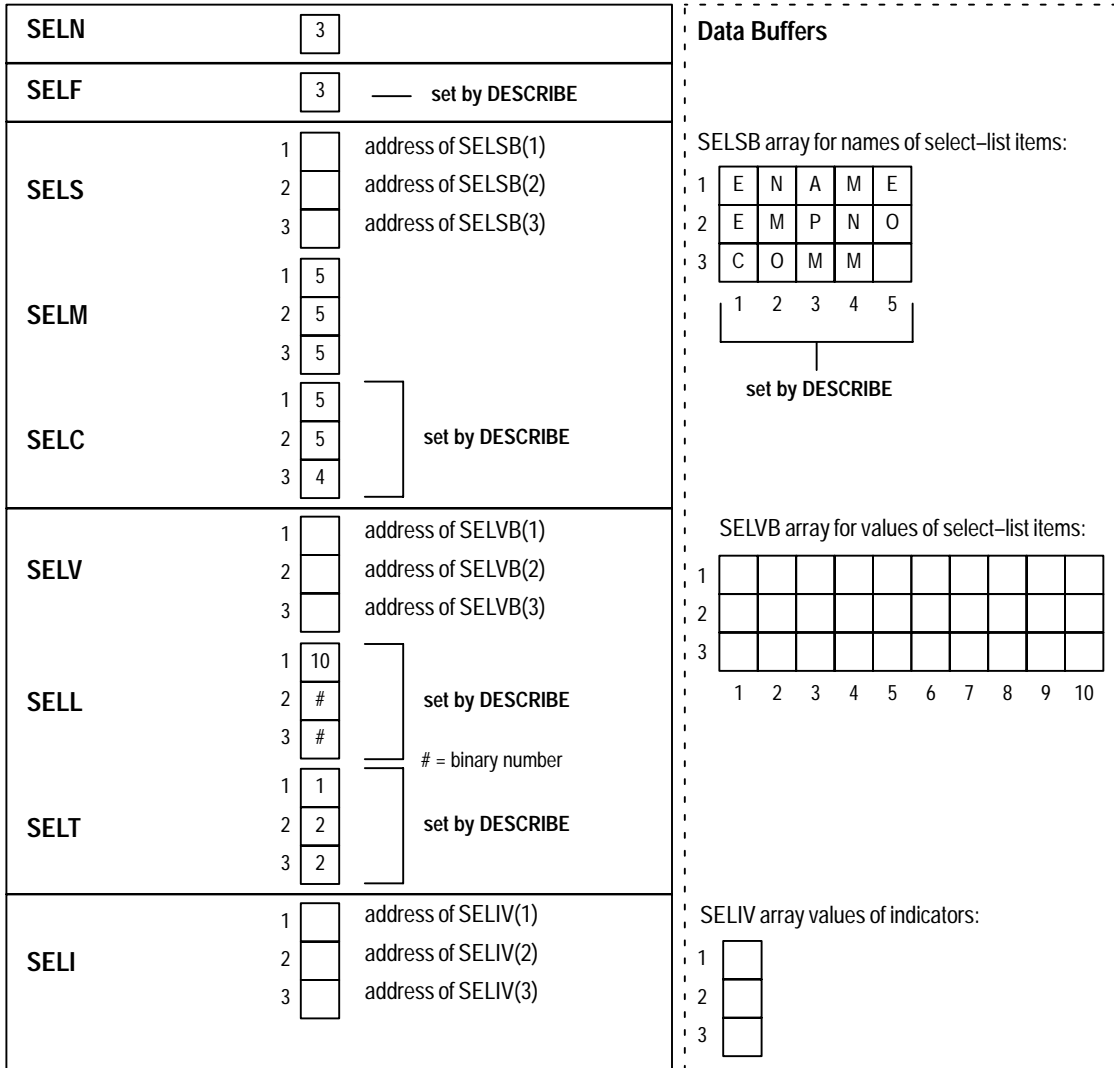 SELN 3
SELF 3 set by DESCRIBE
1 address of SELSB(1)
SELS 2 address of SELSB(2)
3 address of SELSB(3)
1 5
SELM 2 5
3 5
1 5
SELC 2 5 set by DESCRIBE
3 4
1 address of SELVB(1)
SELV 2 address of SELVB(2)
3 address of SELVB(3)
1 10
SELL 2 # set by DESCRIBE
3 #
# = binary number
1 1
SELT 2 2 set by DESCRIBE
3 2
1 address of SELIV(1)
SELI 2 address of SELIV(2)
3 address of SELIV(3)
Data Buffers
SELSB array for names of select–list items:
1 E N A M E
2 E M P N O
3 C O M M
1 2 3 4 5
set by DESCRIBE
SELVB array for values of select–list items:
1
2
3
1 2 3 4 5 6 7 8 9 10
SELIV array values of indicators:
1
2
3